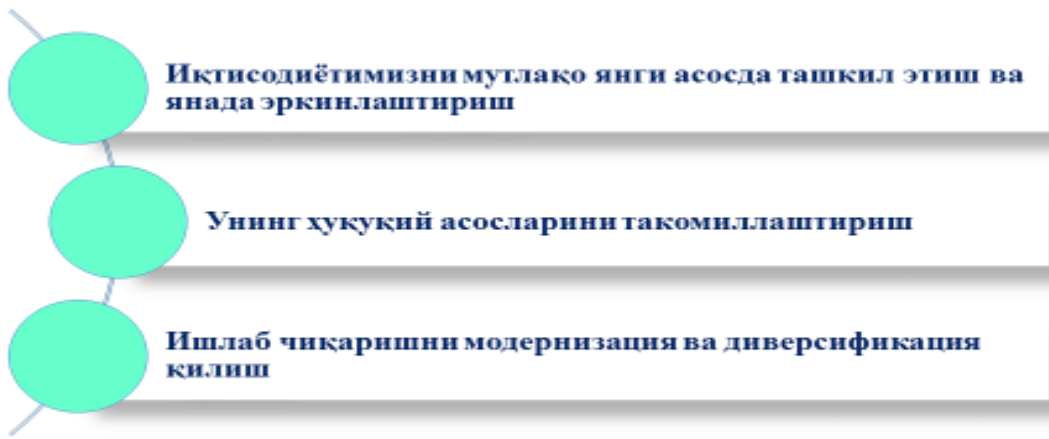 Иқтисодиётимизни мутлақо янги асосда ташкил этиш ва
янада эркинлаштириш
Унинг ҳуқуқий асосларини такомиллаштириш
Ишлаб чиқаришни модернизация ва диверсификация
қилиш